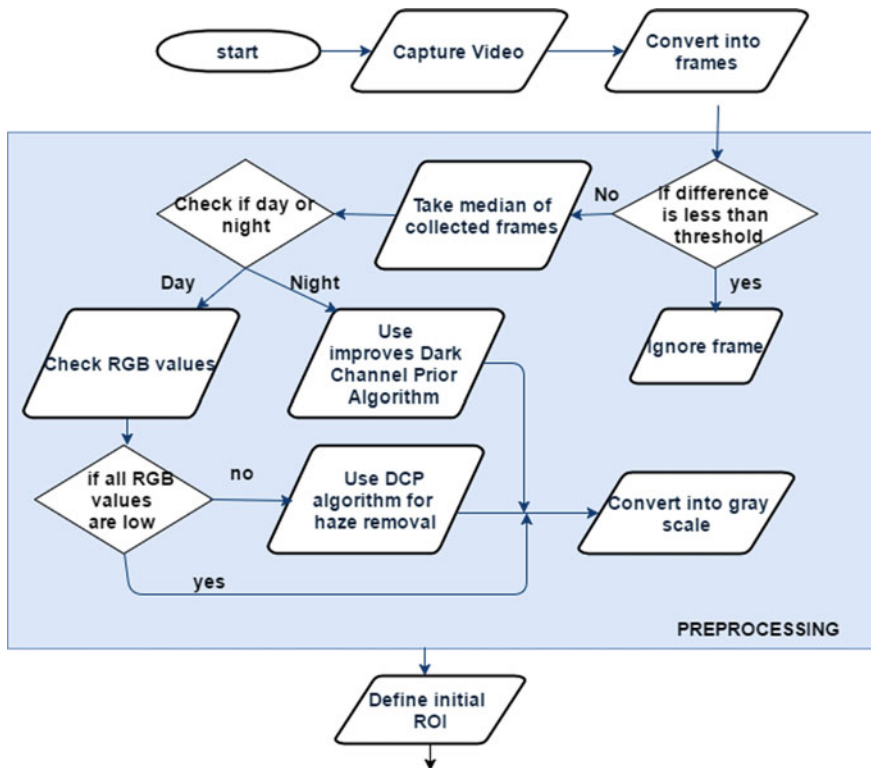 start
Capture Video
Convert into
frames
if difference
is less than
threshold
No
Take median of
collected frames
Check if day or
night
yes
Ignore frame
Day
Night
Check RGB values
Use
improves Dark
Channel Prior
Algorithm
if all RGB
values
are low
no
Use DCP
algorithm for
haze removal
Convert into gray
scale
yes
PREPROCESSING
Define initial
ROI